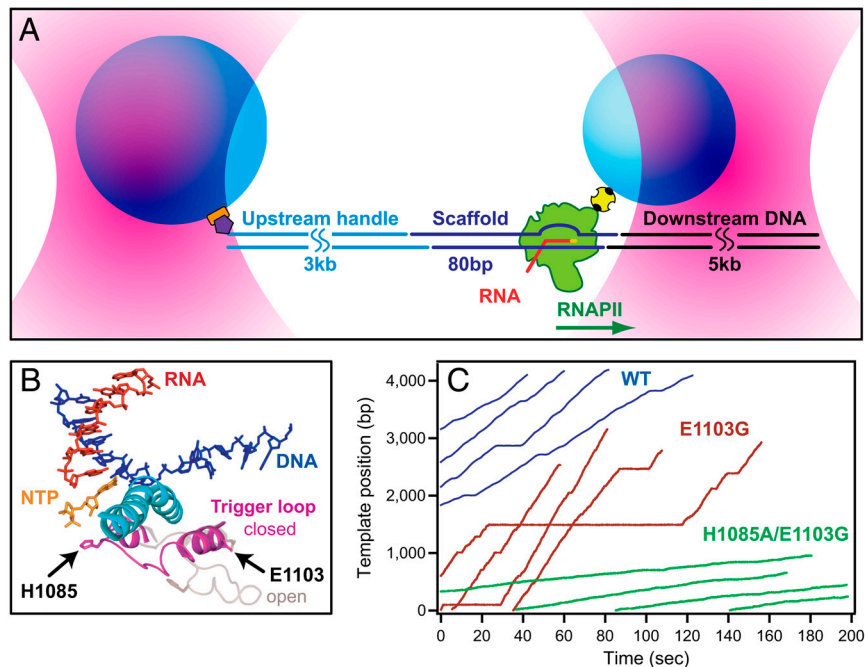 A
Upstream handle
Scaffold
Downstream DNA
3kb
80bp
5kb
RNA
RNAPII
B
RNA
DNA
NTP
Trigger loop
closed
H1085
E1103
open
C
4,000
3,000
2,000
1,000
0
Template position (bp)
WT
E1103G
H1085A/E1103G
0 20 40 60 80 100 120 140 160 180 200
Time (sec)